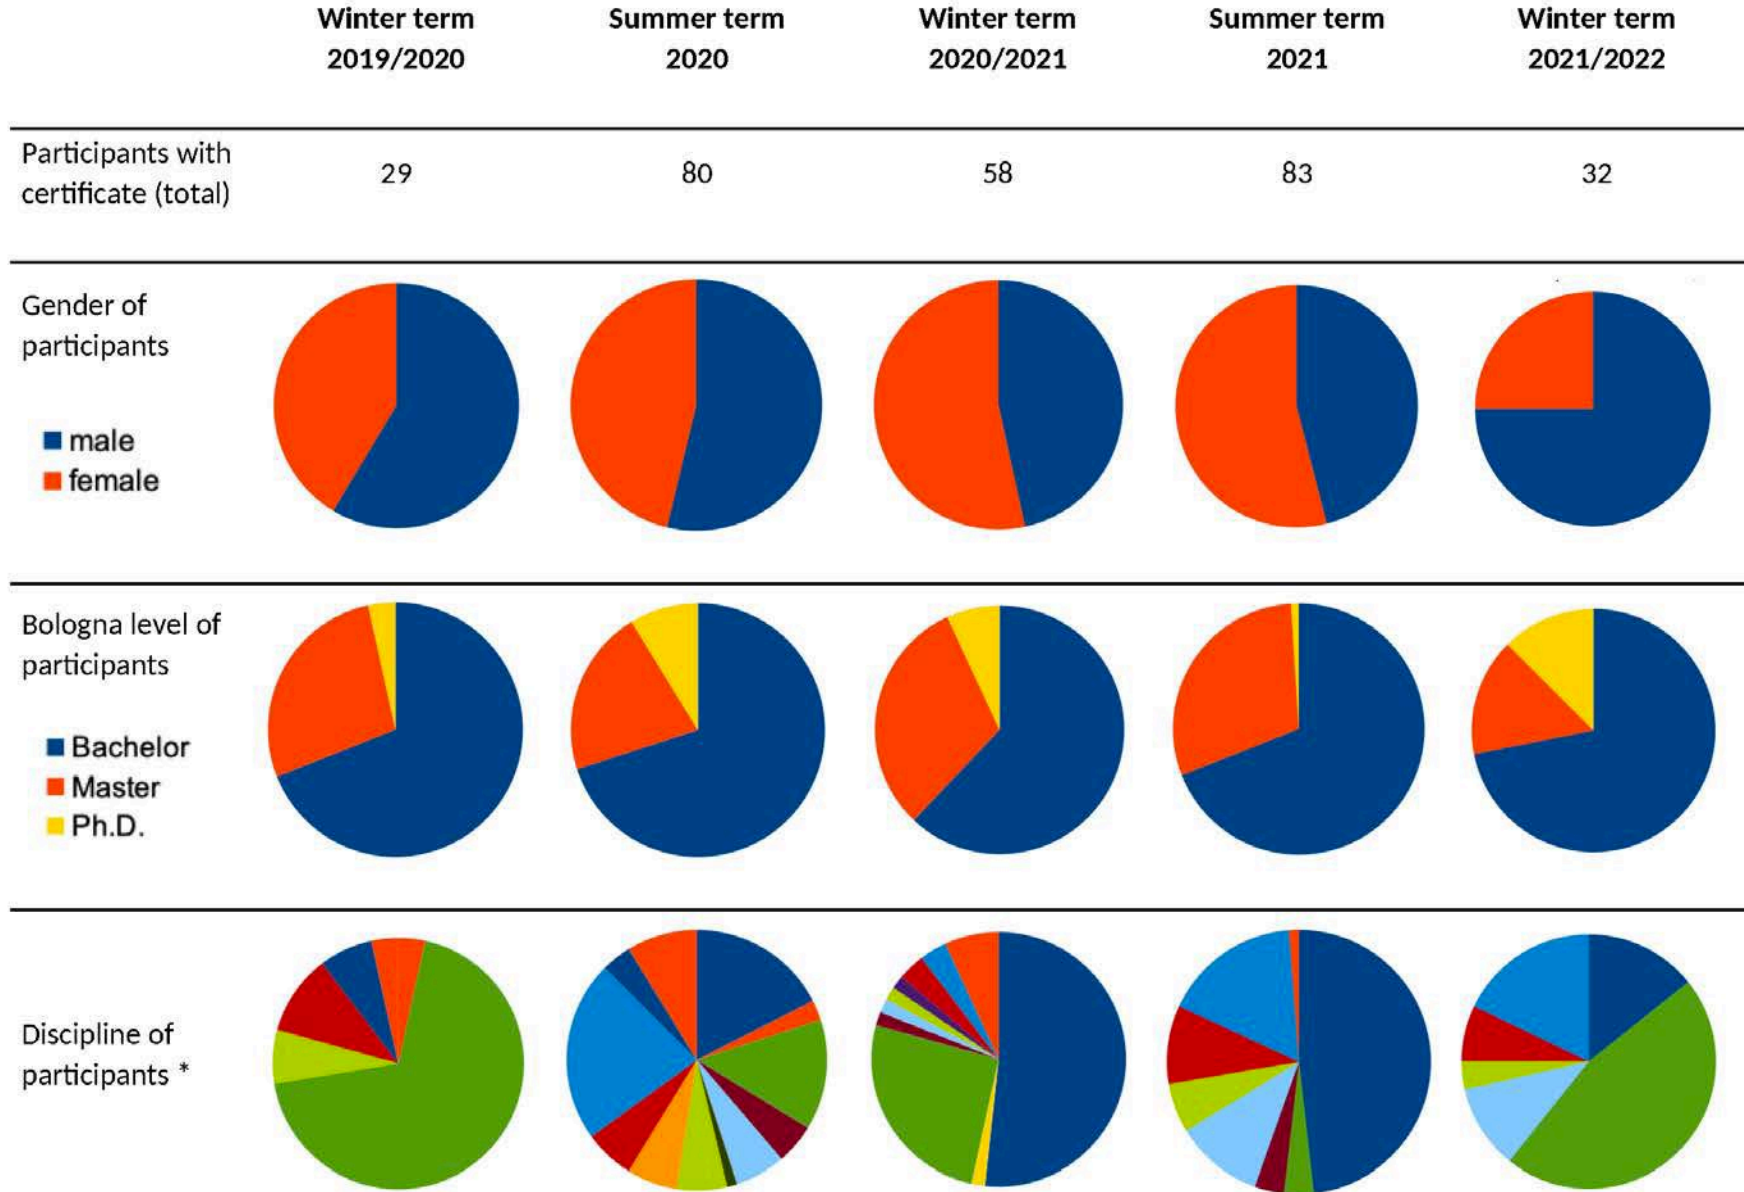 Winter term
2019/2020
Summer term
2020
Winter term
2020/2021
Summer term
2021
Winter term
2021/2022
Participants with
certificate (total)
29
80
58
83
32
Gender of
participants
male
female
Bologna level of
participants
Bachelor
Master
Ph.D.
Discipline of
participants *